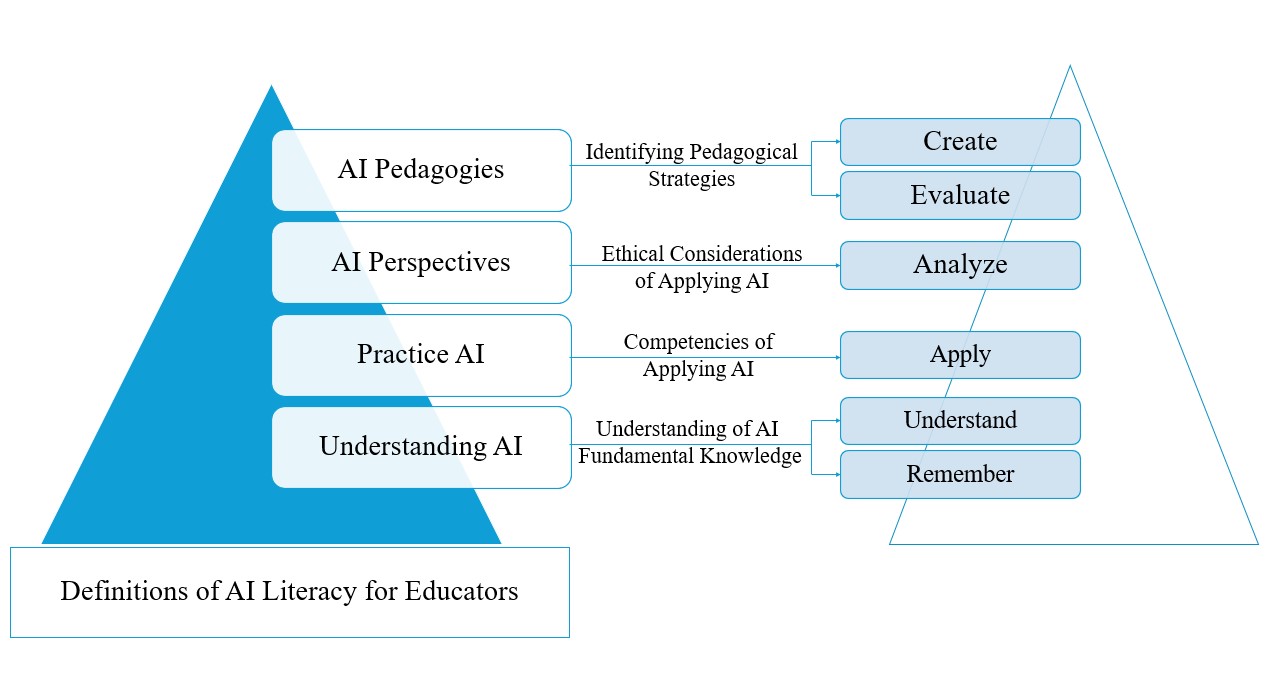 AI Pedagogies
Identifying Pedagogical
Strategies
Create
Evaluate
AI Perspectives
Ethical Considerations
of Applying AI
Analyze
Practice AI
Competencies of
Applying AI
Apply
Understanding AI
Understanding of AI
Fundamental Knowledge
Understand
Remember
Definitions of AI Literacy for Educators